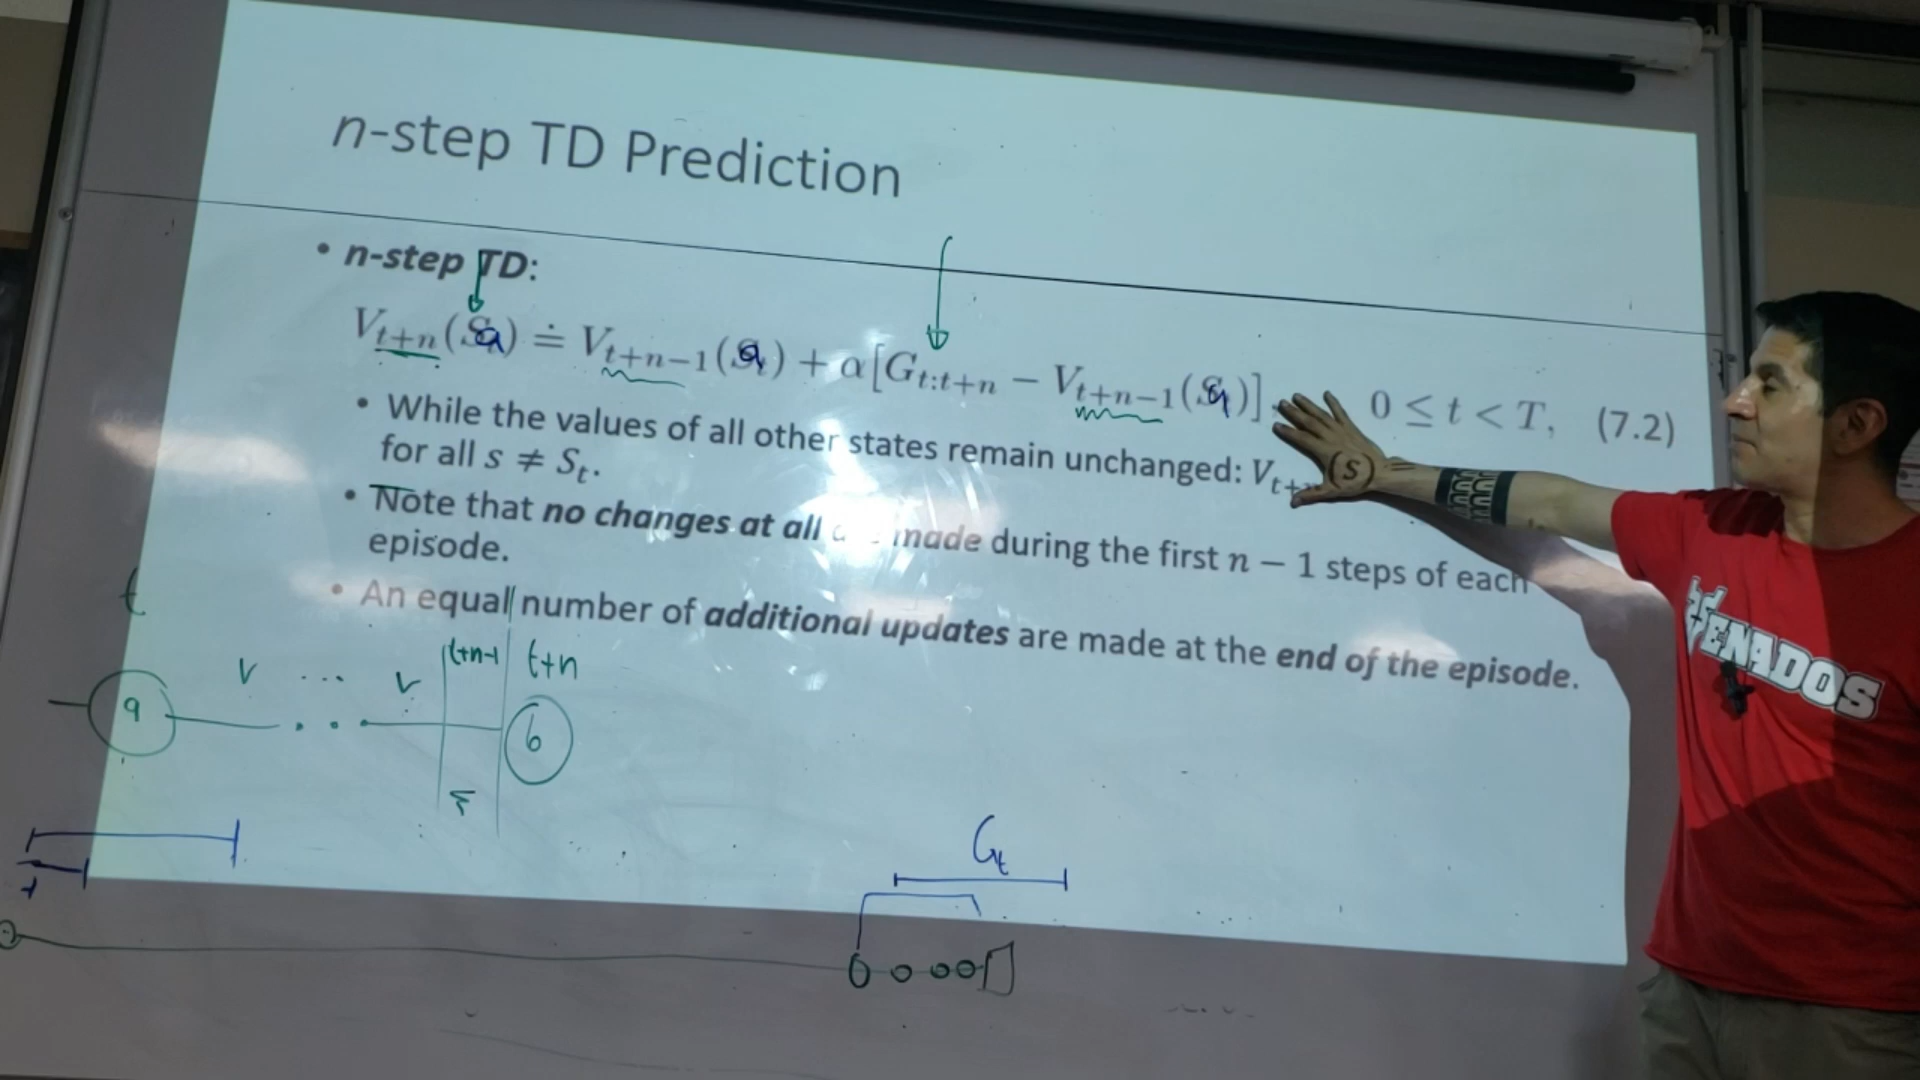 n-step TD Prediction
• n-step TD:
V_{t+n}(S_t) ≐ V_{t+n−1}(S_t) + α[G_{t:t+n} − V_{t+n−1}(S_t)], 0 ≤ t < T, (7.2)
• While the values of all other states remain unchanged: V_{t+n}(s) =
for all s ≠ S_t.
• Note that no changes at all made during the first n − 1 steps of each
episode.
• An equal number of additional updates are made at the end of the episode.
t
V ... V t+n-1 t+n
9 6
G_t
VENADOS